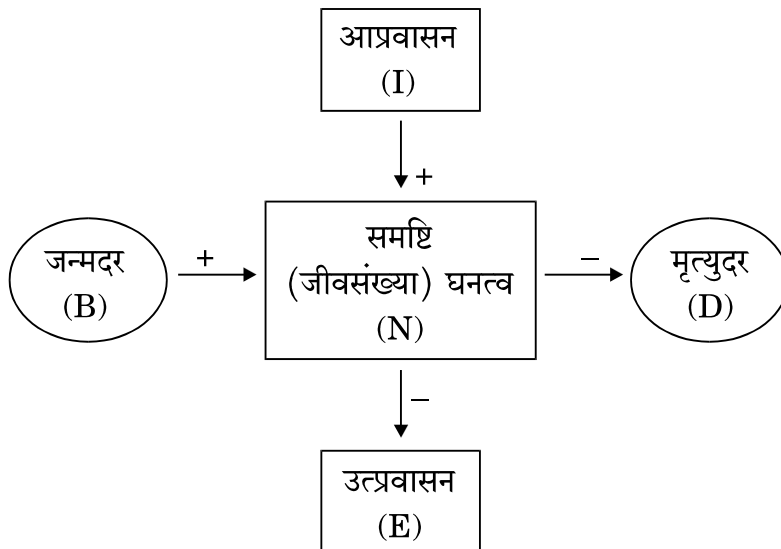 आप्रवासन
(I)
+
जन्मदर
(B)
+
समष्टि
(जीवसंख्या) घनत्व
(N)
–
मृत्युदर
(D)
–
उत्प्रवासन
(E)